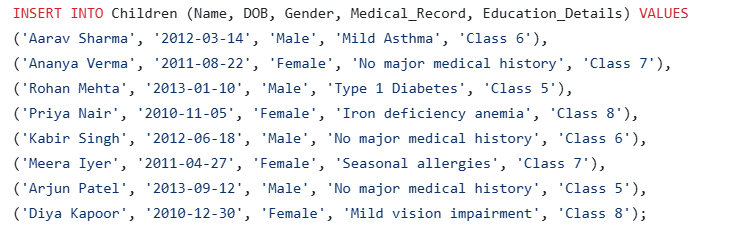 INSERT INTO Children (Name, DOB, Gender, Medical_Record, Education_Details) VALUES
('Aarav Sharma', '2012-03-14', 'Male', 'Mild Asthma', 'Class 6'),
('Ananya Verma', '2011-08-22', 'Female', 'No major medical history', 'Class 7'),
('Rohan Mehta', '2013-01-10', 'Male', 'Type 1 Diabetes', 'Class 5'),
('Priya Nair', '2010-11-05', 'Female', 'Iron deficiency anemia', 'Class 8'),
('Kabir Singh', '2012-06-18', 'Male', 'No major medical history', 'Class 6'),
('Meera Iyer', '2011-04-27', 'Female', 'Seasonal allergies', 'Class 7'),
('Arjun Patel', '2013-09-12', 'Male', 'No major medical history', 'Class 5'),
('Diya Kapoor', '2010-12-30', 'Female', 'Mild vision impairment', 'Class 8');